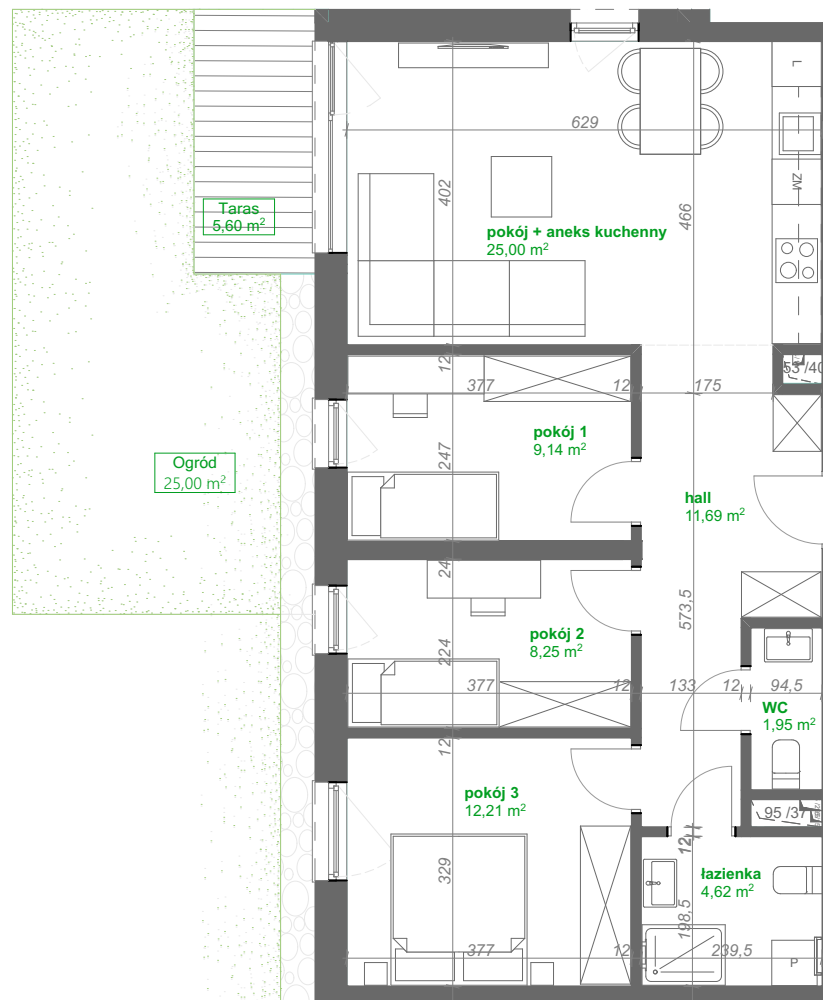 L
629
ZM
402
466
Taras
5,60 m²
pokój + aneks kuchenny
25,00 m²
12
53 /40
377
12
175
pokój 1
9,14 m²
247
Ogród
25,00 m²
hall
11,69 m²
24
573,5
pokój 2
8,25 m²
224
377
12
133
12
94,5
WC
1,95 m²
12
pokój 3
12,21 m²
95 /37
12
łazienka
4,62 m²
329
198,5
377
12
239,5
P